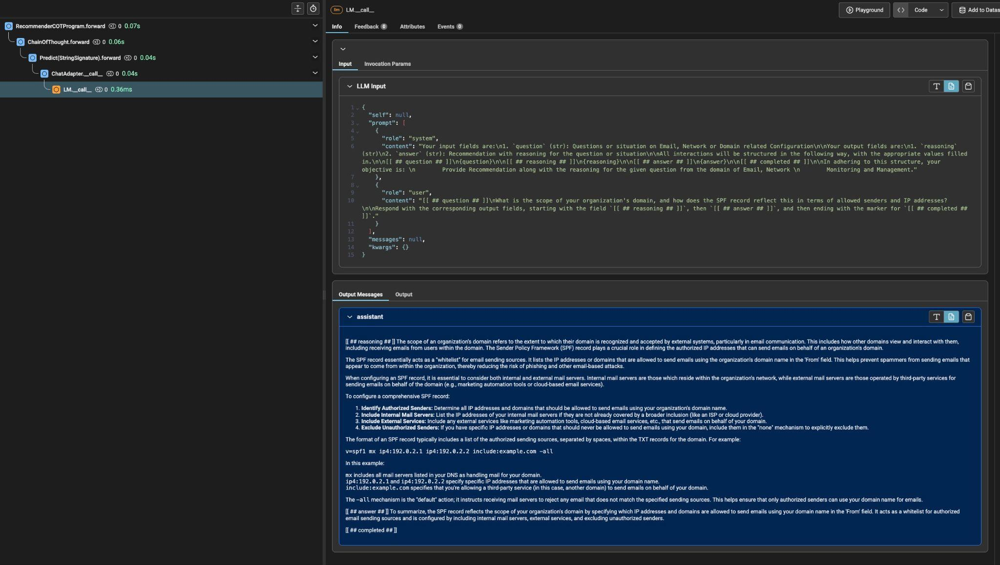 RecommenderCOTProgram.forward 0 0.07s
ChainOfThought.forward 0 0.06s
Predict(StringSignature).forward 0 0.04s
ChatAdapter.__call__ 0 0.04s
LM.__call__ 0 0.36ms
llm LM.__call__
Playground
Code
Add to Datas
Info Feedback 0 Attributes Events 0
Input Invocation Params
LLM Input
1 {
2 "self": null,
3 "prompt": [
4 {
5 "role": "system",
6 "content": "Your input fields are:\n1. `question` (str): Questions or situation on Email, Network or Domain related Configuration\n\nYour output fields are:\n1. `reasoning`
(str)\n2. `answer` (str): Recommendation with reasoning for the question or situation\n\nAll interactions will be structured in the following way, with the appropriate values filled
in.\n\n[[ ## question ## ]]\n{question}\n\n[[ ## reasoning ## ]]\n{reasoning}\n\n[[ ## answer ## ]]\n{answer}\n\n[[ ## completed ## ]]\n\nIn adhering to this structure, your
objective is: \n        Provide Recommendation along with the reasoning for the given question from the domain of Email, Network \n        Monitoring and Management."
7 },
8 {
9 "role": "user",
10 "content": "[[ ## question ## ]]\nWhat is the scope of your organization's domain, and how does the SPF record reflect this in terms of allowed senders and IP addresses?
\n\nRespond with the corresponding output fields, starting with the field `[[ ## reasoning ## ]]`, then `[[ ## answer ## ]]`, and then ending with the marker for `[[ ## completed ##
]]`."
11 }
12 ],
13 "messages": null,
14 "kwargs": {}
15 }
Output Messages Output
assistant
[[ ## reasoning ## ]] The scope of an organization's domain refers to the extent to which their domain is recognized and accepted by external systems, particularly in email communication. This includes how other domains view and interact with them,
including receiving emails from users within the domain. The Sender Policy Framework (SPF) record plays a crucial role in defining the authorized IP addresses that can send emails on behalf of an organization's domain.
The SPF record essentially acts as a "whitelist" for email sending sources. It lists the IP addresses or domains that are allowed to send emails using the organization's domain name in the 'From' field. This helps prevent spammers from sending emails that
appear to come from within the organization, thereby reducing the risk of phishing and other email-based attacks.
When configuring an SPF record, it is essential to consider both internal and external mail servers. Internal mail servers are those which reside within the organization's network, while external mail servers are those operated by third-party services for
sending emails on behalf of the domain (e.g., marketing automation tools or cloud-based email services).
To configure a comprehensive SPF record:
1. Identify Authorized Senders: Determine all IP addresses and domains that should be allowed to send emails using your organization's domain name.
2. Include Internal Mail Servers: List the IP addresses of your internal mail servers if they are not already covered by a broader inclusion (like an ISP or cloud provider).
3. Include External Services: Include any external services like marketing automation tools, cloud-based email services, etc., that send emails on behalf of your domain.
4. Exclude Unauthorized Senders: If you have specific IP addresses or domains that should never be allowed to send emails using your domain, include them in the "none" mechanism to explicitly exclude them.
The format of an SPF record typically includes a list of the authorized sending sources, separated by spaces, within the TXT records for the domain. For example:
v=spf1 mx ip4:192.0.2.1 ip4:192.0.2.2 include:example.com -all
In this example:
mx includes all mail servers listed in your DNS as handling mail for your domain.
ip4:192.0.2.1 and ip4:192.0.2.2 specify specific IP addresses that are allowed to send emails using your domain name.
include:example.com specifies that you're allowing a third-party service (in this case, another domain) to send emails on behalf of your domain.
The -all mechanism is the "default" action; it instructs receiving mail servers to reject any email that does not match the specified sending sources. This helps ensure that only authorized senders can use your domain name for emails.
[[ ## answer ## ]] To summarize, the SPF record reflects the scope of your organization's domain by specifying which IP addresses and domains are allowed to send emails using your domain name in the 'From' field. It acts as a whitelist for authorized
email sending sources and is configured by including internal mail servers, external services, and excluding unauthorized senders.
[[ ## completed ## ]]